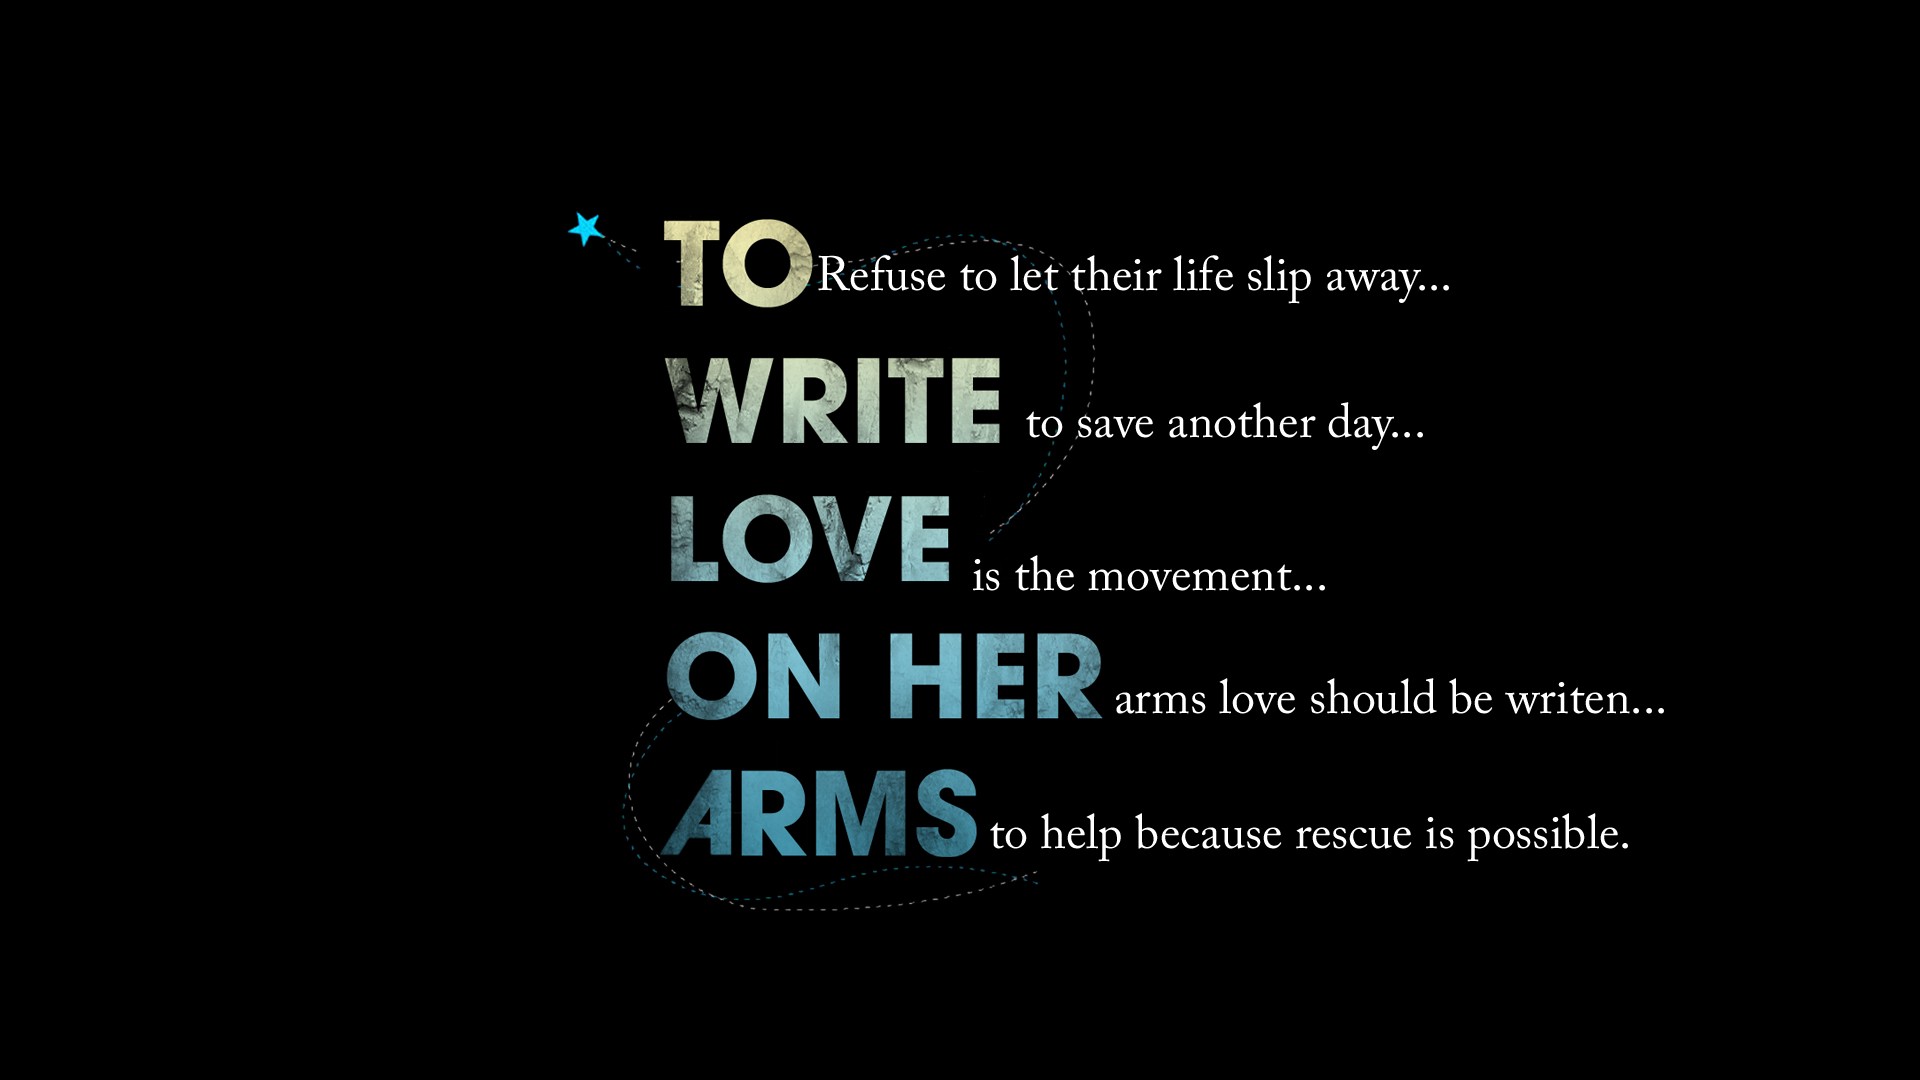 TO Refuse to let their life slip away...
WRITE to save another day...
LOVE is the movement...
ON HER arms love should be writen...
ARMS to help because rescue is possible.